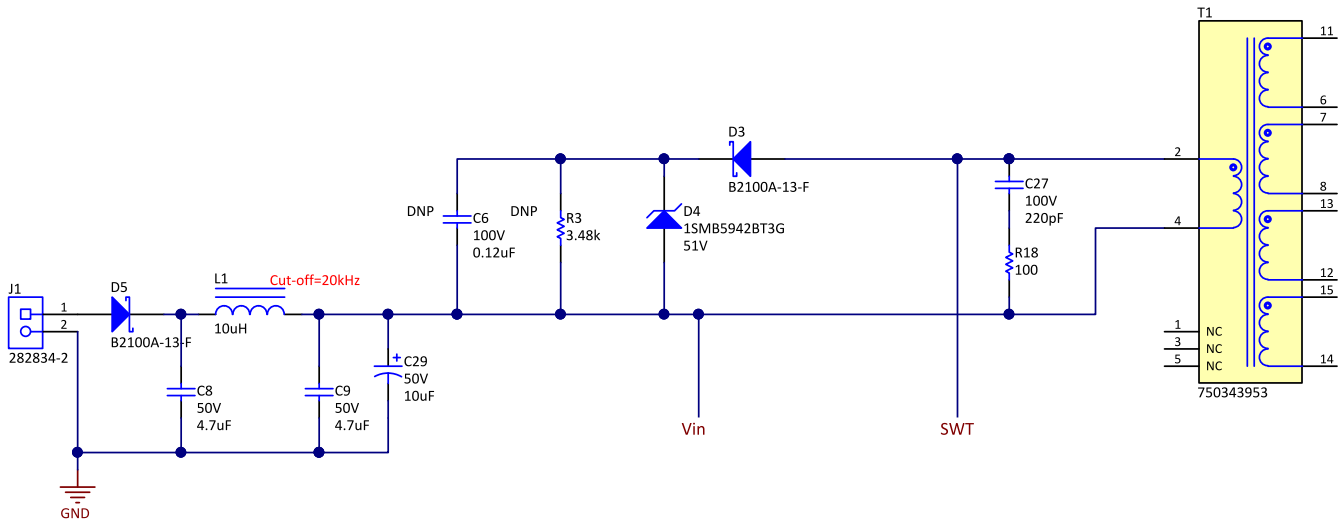 T1
11
6
7
8
13
12
15
14
2
4
1 NC
3 NC
5 NC
750343953
D3
B2100A-13-F
DNP
C6
100V
0.12uF
DNP
R3
3.48k
D4
1SMB5942BT3G
51V
C27
100V
220pF
R18
100
J1
1
2
282834-2
D5
B2100A-13-F
L1
Cut-off=20kHz
10uH
C8
50V
4.7uF
C9
50V
4.7uF
+
C29
50V
10uF
Vin
SWT
GND